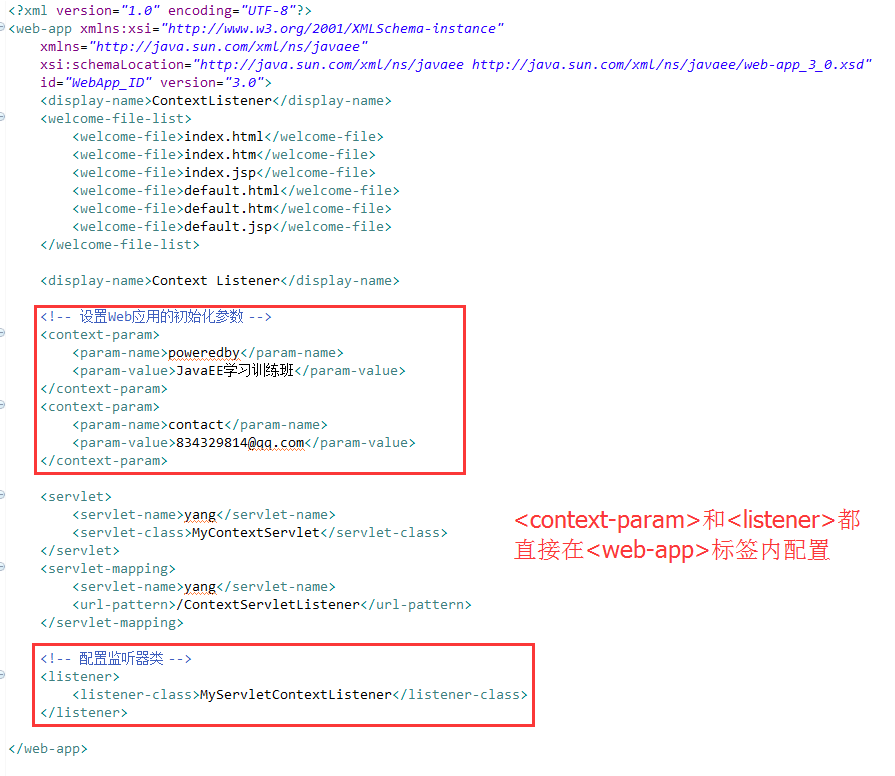 <?xml version="1.0" encoding="UTF-8"?>
<web-app xmlns:xsi="http://www.w3.org/2001/XMLSchema-instance"
    xmlns="http://java.sun.com/xml/ns/javaee"
    xsi:schemaLocation="http://java.sun.com/xml/ns/javaee http://java.sun.com/xml/ns/javaee/web-app_3_0.xsd"
    id="WebApp_ID" version="3.0">
    <display-name>ContextListener</display-name>
    <welcome-file-list>
        <welcome-file>index.html</welcome-file>
        <welcome-file>index.htm</welcome-file>
        <welcome-file>index.jsp</welcome-file>
        <welcome-file>default.html</welcome-file>
        <welcome-file>default.htm</welcome-file>
        <welcome-file>default.jsp</welcome-file>
    </welcome-file-list>
    <display-name>Context Listener</display-name>
    <!-- 设置Web应用的初始化参数 -->
    <context-param>
        <param-name>poweredby</param-name>
        <param-value>JavaEE学习训练班</param-value>
    </context-param>
    <context-param>
        <param-name>contact</param-name>
        <param-value>834329814@qq.com</param-value>
    </context-param>
    <servlet>
        <servlet-name>yang</servlet-name>
        <servlet-class>MyContextServlet</servlet-class>
    </servlet>
    <servlet-mapping>
        <servlet-name>yang</servlet-name>
        <url-pattern>/ContextServletListener</url-pattern>
    </servlet-mapping>
<context-param>和<listener>都
直接在<web-app>标签内配置
    <!-- 配置监听器类 -->
    <listener>
        <listener-class>MyServletContextListener</listener-class>
    </listener>
</web-app>